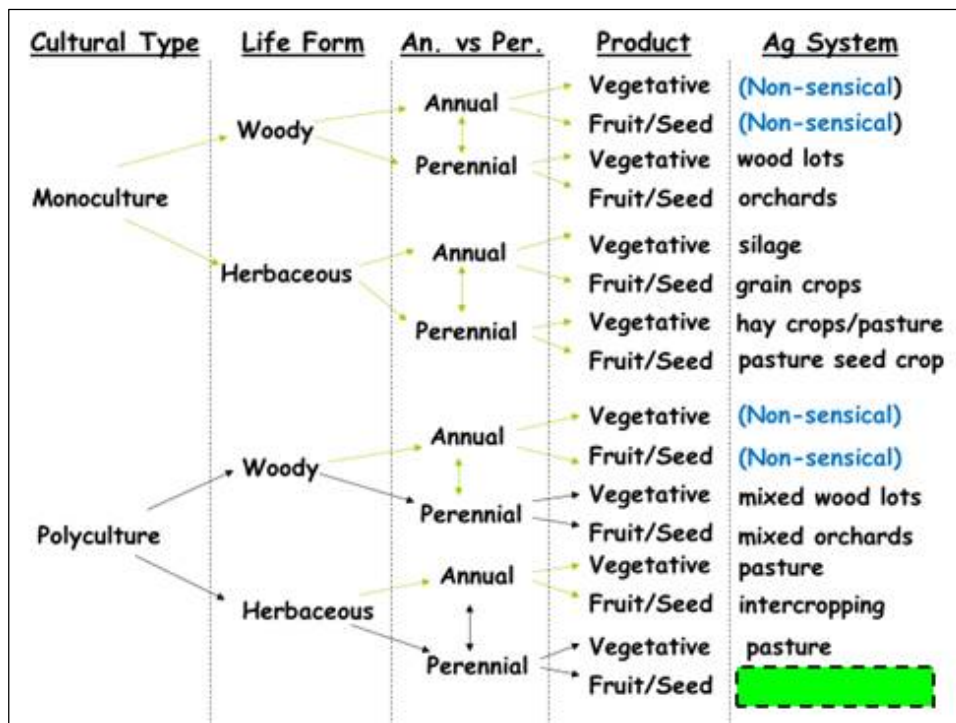 Cultural Type Life Form An. vs Per. Product Ag System
Vegetative (Non-sensical)
Annual
Fruit/Seed (Non-sensical)
Woody
Vegetative wood lots
Perennial
Monoculture Fruit/Seed orchards
Vegetative silage
Annual
Herbaceous
Fruit/Seed grain crops
Vegetative hay crops/pasture
Perennial
Fruit/Seed pasture seed crop
Vegetative (Non-sensical)
Annual
Fruit/Seed (Non-sensical)
Woody
Vegetative mixed wood lots
Perennial
Polyculture Fruit/Seed mixed orchards
Vegetative pasture
Annual
Herbaceous Fruit/Seed intercropping
Vegetative pasture
Perennial
Fruit/Seed